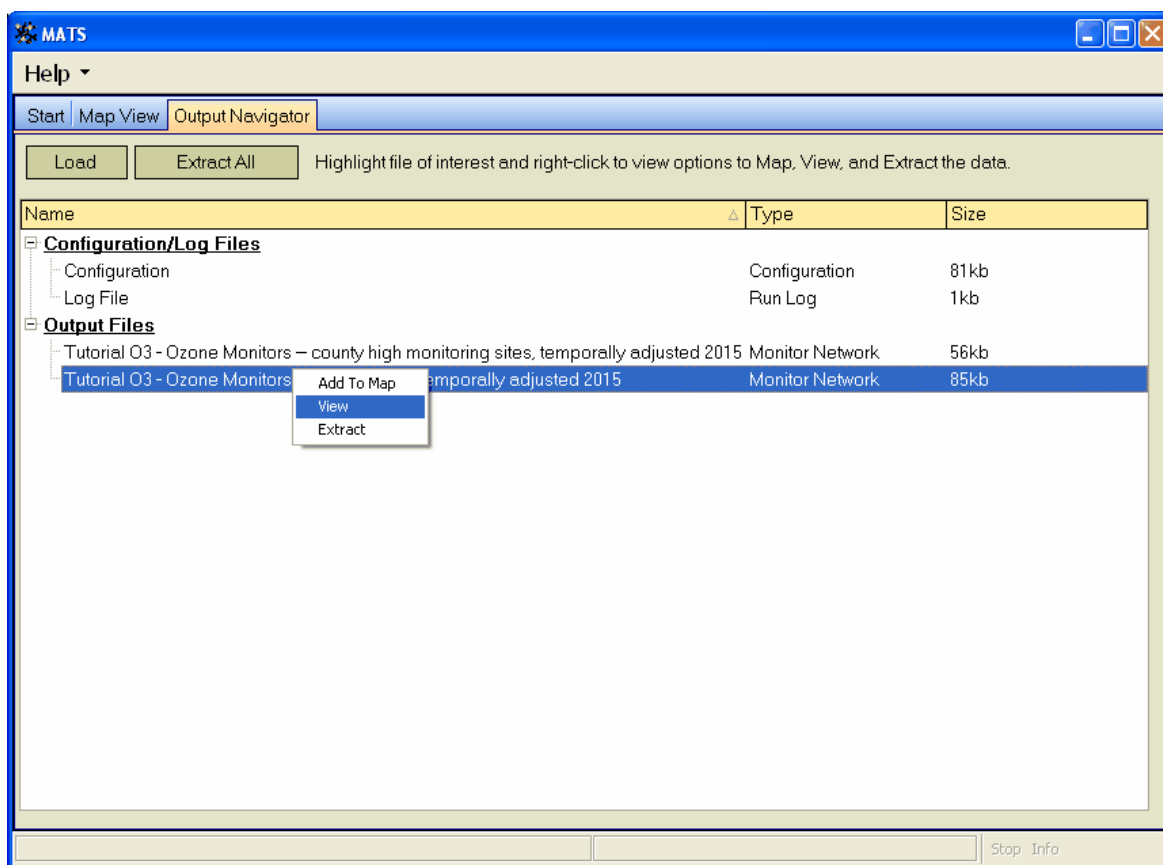 MATS
Help
Start Map View Output Navigator
Load Extract All Highlight file of interest and right-click to view options to Map, View, and Extract the data.
Name Type Size
Configuration/Log Files
Configuration Configuration 81kb
Log File Run Log 1kb
Output Files
Tutorial O3 - Ozone Monitors – county high monitoring sites, temporally adjusted 2015 Monitor Network 56kb
Tutorial O3 - Ozone Monitors emporally adjusted 2015 Monitor Network 85kb
Add To Map
View
Extract
Stop Info